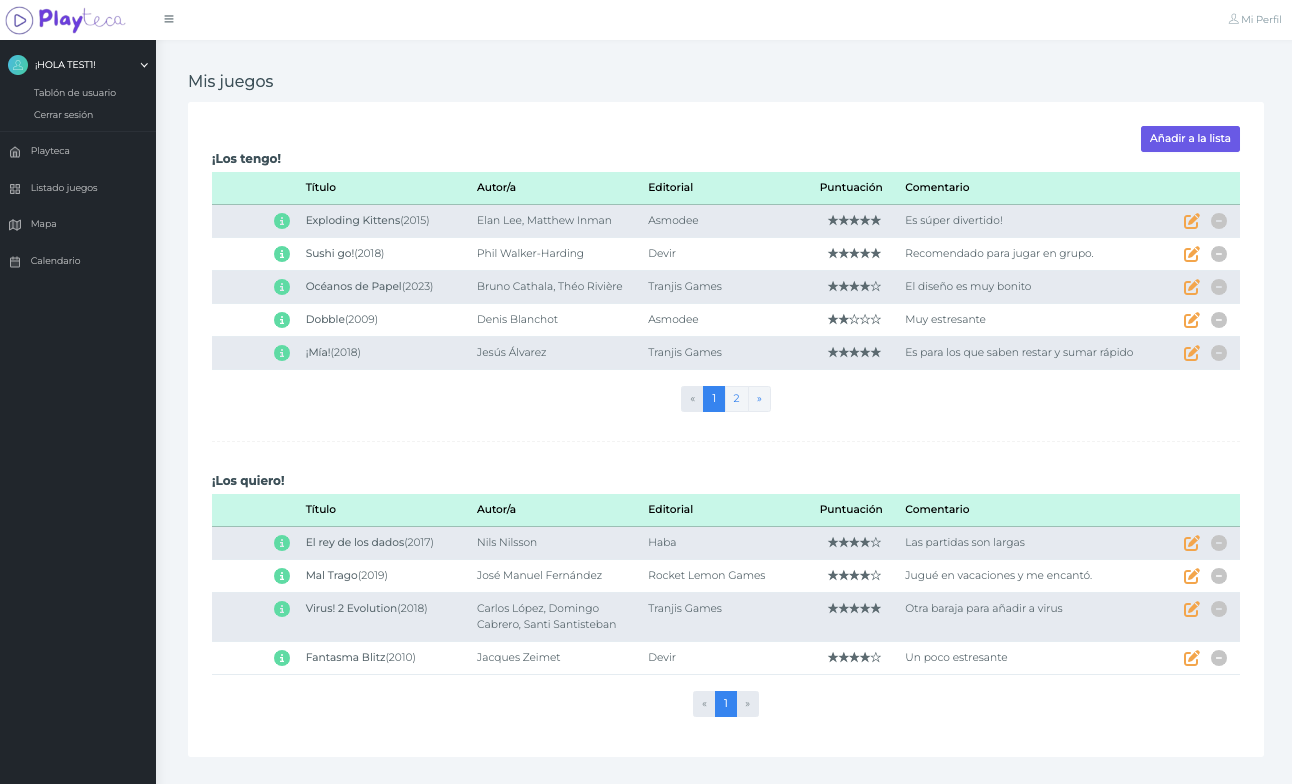 Playteca
Mi Perfil
¡HOLA TEST1!
Tablón de usuario
Cerrar sesión
Playteca
Listado juegos
Mapa
Calendario
Mis juegos
Añadir a la lista
¡Los tengo!
Título Autor/a Editorial Puntuación Comentario
Exploding Kittens(2015) Elan Lee, Matthew Inman Asmodee ★★★★★ Es súper divertido!
Sushi go!(2018) Phil Walker-Harding Devir ★★★★★ Recomendado para jugar en grupo.
Océanos de Papel(2023) Bruno Cathala, Théo Rivière Tranjis Games ★★★★☆ El diseño es muy bonito
Dobble(2009) Denis Blanchot Asmodee ★★☆☆☆ Muy estresante
¡Mía!(2018) Jesús Álvarez Tranjis Games ★★★★★ Es para los que saben restar y sumar rápido
« 1 2 »
¡Los quiero!
Título Autor/a Editorial Puntuación Comentario
El rey de los dados(2017) Nils Nilsson Haba ★★★★☆ Las partidas son largas
Mal Trago(2019) José Manuel Fernández Rocket Lemon Games ★★★★☆ Jugué en vacaciones y me encantó.
Virus! 2 Evolution(2018) Carlos López, Domingo Tranjis Games ★★★★★ Otra baraja para añadir a virus
Cabrero, Santi Santisteban
Fantasma Blitz(2010) Jacques Zeimet Devir ★★★★☆ Un poco estresante
« 1 »